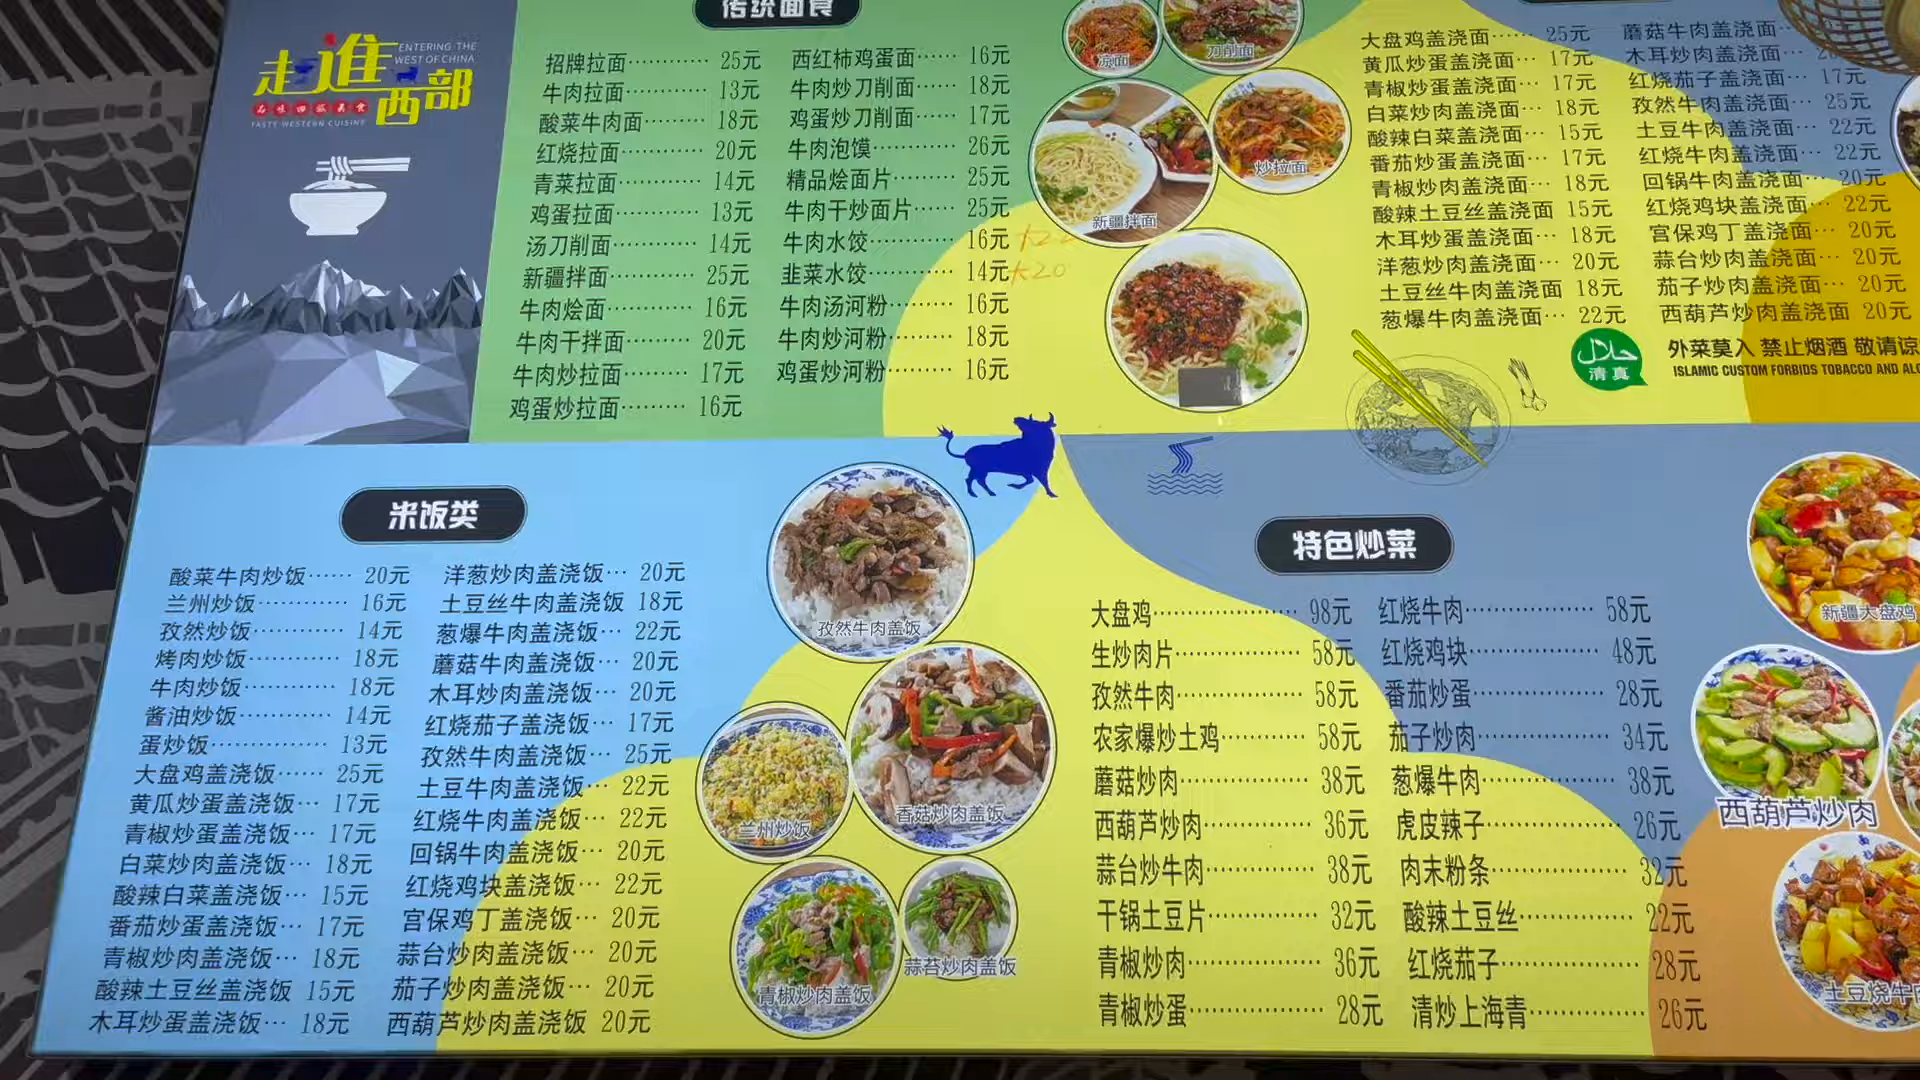 走進西部
ENTERING THE
WEST OF CHINA
品味西部美食
TASTE WESTERN CUISINE
传统面食
招牌拉面 25元
牛肉拉面 13元
酸菜牛肉面 18元
红烧拉面 20元
青菜拉面 14元
鸡蛋拉面 13元
汤刀削面 14元
新疆拌面 25元
牛肉烩面 16元
牛肉干拌面 20元
牛肉炒拉面 17元
鸡蛋炒拉面 16元
西红柿鸡蛋面 16元
牛肉炒刀削面 18元
鸡蛋炒刀削面 17元
牛肉泡馍 26元
精品烩面片 25元
牛肉干炒面片 25元
牛肉水饺 16元
韭菜水饺 14元 大20
牛肉汤河粉 16元
牛肉炒河粉 18元
鸡蛋炒河粉 16元
凉面
刀削面
新疆拌面
炒拉面
大盘鸡盖浇面 25元
黄瓜炒蛋盖浇面 17元
青椒炒蛋盖浇面 17元
白菜炒肉盖浇面 18元
酸辣白菜盖浇面 15元
番茄炒蛋盖浇面 17元
青椒炒肉盖浇面 18元
酸辣土豆丝盖浇面 15元
木耳炒蛋盖浇面 18元
洋葱炒肉盖浇面 20元
土豆丝牛肉盖浇面 18元
葱爆牛肉盖浇面 22元
蘑菇牛肉盖浇面
木耳炒肉盖浇面
红烧茄子盖浇面 17元
孜然牛肉盖浇面 25元
土豆牛肉盖浇面 22元
红烧牛肉盖浇面 22元
回锅牛肉盖浇面 20元
红烧鸡块盖浇面 22元
宫保鸡丁盖浇面 20元
蒜台炒肉盖浇面 20元
茄子炒肉盖浇面 20元
西葫芦炒肉盖浇面 20元
حلال
清真
外菜莫入 禁止烟酒 敬请谅
ISLAMIC CUSTOM FORBIDS TOBACCO AND ALC
米饭类
酸菜牛肉炒饭 20元
兰州炒饭 16元
孜然炒饭 14元
烤肉炒饭 18元
牛肉炒饭 18元
酱油炒饭 14元
蛋炒饭 13元
大盘鸡盖浇饭 25元
黄瓜炒蛋盖浇饭 17元
青椒炒蛋盖浇饭 17元
白菜炒肉盖浇饭 18元
酸辣白菜盖浇饭 15元
番茄炒蛋盖浇饭 17元
青椒炒肉盖浇饭 18元
酸辣土豆丝盖浇饭 15元
木耳炒蛋盖浇饭 18元
洋葱炒肉盖浇饭 20元
土豆丝牛肉盖浇饭 18元
葱爆牛肉盖浇饭 22元
蘑菇牛肉盖浇饭 20元
木耳炒肉盖浇饭 20元
红烧茄子盖浇饭 17元
孜然牛肉盖浇饭 25元
土豆牛肉盖浇饭 22元
红烧牛肉盖浇饭 22元
回锅牛肉盖浇饭 20元
红烧鸡块盖浇饭 22元
宫保鸡丁盖浇饭 20元
蒜台炒肉盖浇饭 20元
茄子炒肉盖浇饭 20元
西葫芦炒肉盖浇饭 20元
孜然牛肉盖饭
兰州炒饭
香菇炒肉盖饭
青椒炒肉盖饭
蒜苔炒肉盖饭
特色炒菜
大盘鸡 98元
生炒肉片 58元
孜然牛肉 58元
农家爆炒土鸡 58元
蘑菇炒肉 38元
西葫芦炒肉 36元
蒜台炒牛肉 38元
干锅土豆片 32元
青椒炒肉 36元
青椒炒蛋 28元
红烧牛肉 58元
红烧鸡块 48元
番茄炒蛋 28元
茄子炒肉 34元
葱爆牛肉 38元
虎皮辣子 26元
肉末粉条 32元
酸辣土豆丝 22元
红烧茄子 28元
清炒上海青 26元
新疆大盘鸡
西葫芦炒肉
土豆烧牛肉